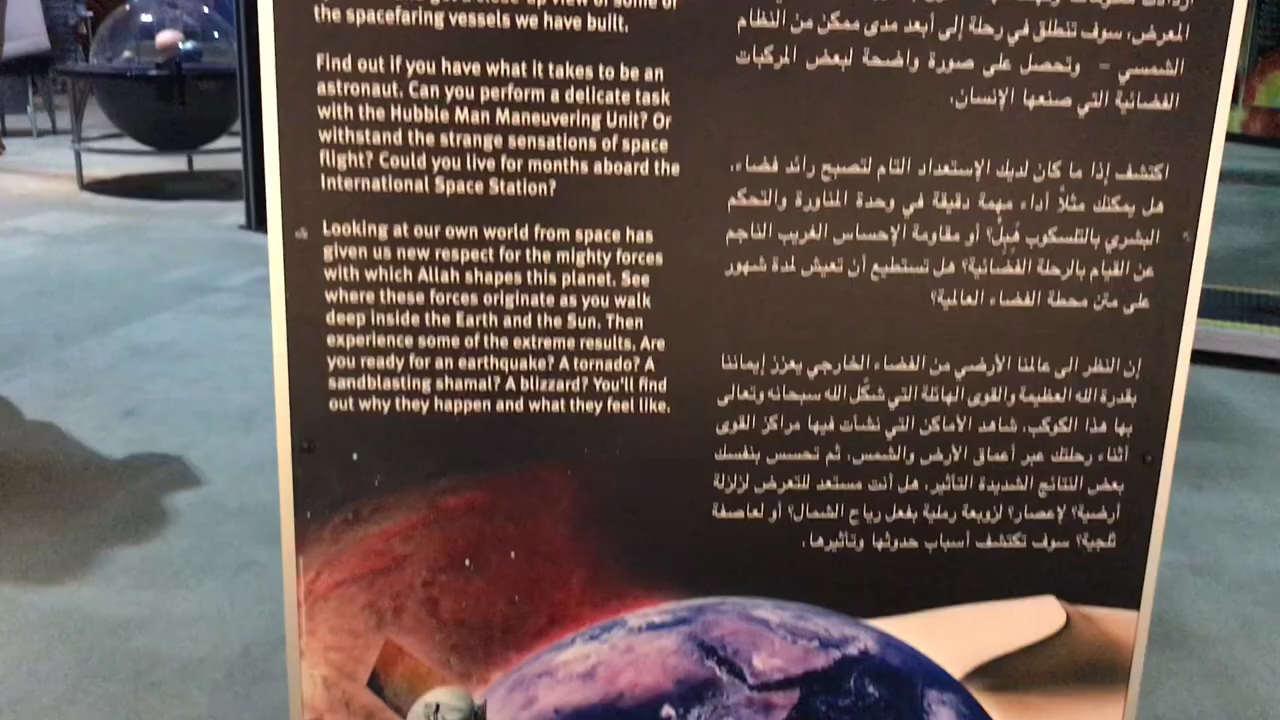 the spacefaring vessels we have built.
Find out if you have what it takes to be an
astronaut. Can you perform a delicate task
with the Hubble Man Maneuvering Unit? Or
withstand the strange sensations of space
flight? Could you live for months aboard the
International Space Station?
Looking at our own world from space has
given us new respect for the mighty forces
with which Allah shapes this planet. See
where these forces originate as you walk
deep inside the Earth and the Sun. Then
experience some of the extreme results. Are
you ready for an earthquake? A tornado? A
sandblasting shamal? A blizzard? You'll find
out why they happen and what they feel like.
المعرض، سوف تنطلق في رحلة إلى أبعد مدى ممكن من النظام
الشمسي - وتحصل على صورة واضحة لبعض المركبات
الفضائية التي صنعها الإنسان.
اكتشف إذا ما كان لديك الإستعداد التام لتصبح رائد فضاء.
هل يمكنك مثلاً أداء مهمة دقيقة في وحدة المناورة والتحكم
البشري بالتلسكوب هُبِل؟ أو مقاومة الإحساس الغريب الناجم
عن القيام بالرحلة الفضائية؟ هل تستطيع أن تعيش لمدة شهور
على متن محطة الفضاء العالمية؟
إن النظر الى عالمنا الأرضي من الفضاء الخارجي يعزز إيماننا
بقدرة الله العظيمة والقوى الهائلة التي شكّل الله سبحانه وتعالى
بها هذا الكوكب. شاهد الأماكن التي نشأت فيها مراكز القوى
أثناء رحلتك عبر أعماق الأرض والشمس. ثم تحسس بنفسك
بعض النتائج الشديدة التأثير. هل أنت مستعد للتعرض لزلزلة
أرضية؟ لإعصار؟ لزوبعة رملية بفعل رياح الشمال؟ أو لعاصفة
ثلجية؟ سوف تكتشف أسباب حدوثها وتأثيرها.